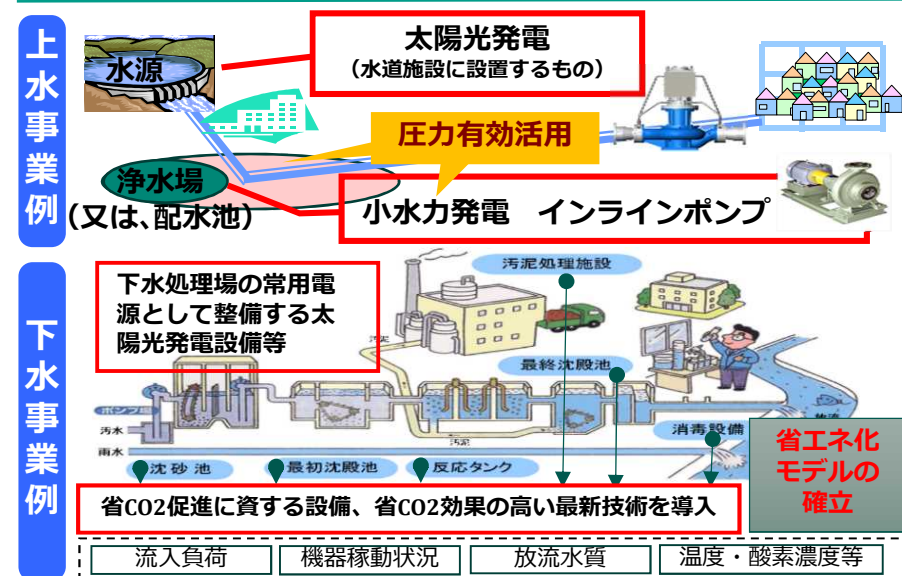 上水事業例
水源
太陽光発電
（水道施設に設置するもの）
圧力有効活用
浄水場
（又は、配水池）
小水力発電　インラインポンプ
下水事業例
下水処理場の常用電
源として整備する太
陽光発電設備等
汚泥処理施設
汚泥
最終沈殿池
ポンプ
汚水
雨水
汚泥
放流
消毒設備
沈砂池
最初沈殿池
反応タンク
省エネ化
モデルの
確立
省CO2促進に資する設備、省CO2効果の高い最新技術を導入
流入負荷
機器稼動状況
放流水質
温度・酸素濃度等